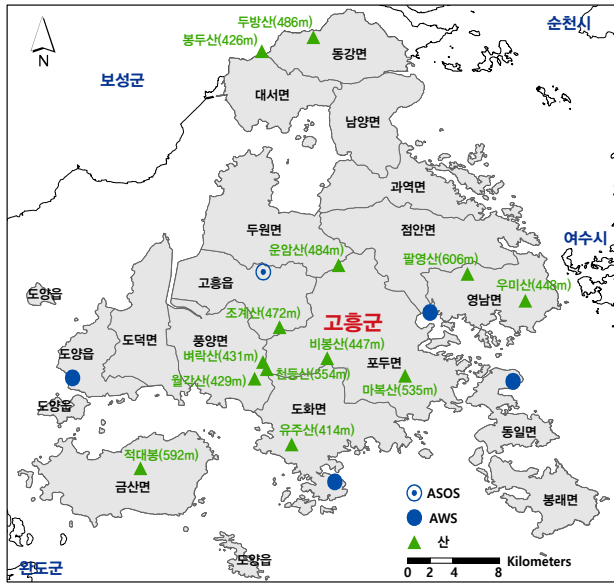 두방산(486m)
순천시
봉두산(426m)
동강면
N
보성군
대서면
남양면
과역면
두원면
점안면
여수시
운암산(484m)
팔영산(606m)
고흥읍
우미산(448m)
도양읍
영남면
조계산(472m)
고흥군
풍양면
도덕면
비봉산(447m)
도양읍
벼락산(431m)
포두면
천등산(554m)
월각산(429m)
마복산(535m)
도양읍
도화면
동일면
유주산(414m)
적대봉(592m)
금산면
ASOS
봉래면
AWS
산
도양읍
완도군
Kilometers
0 2 4 8